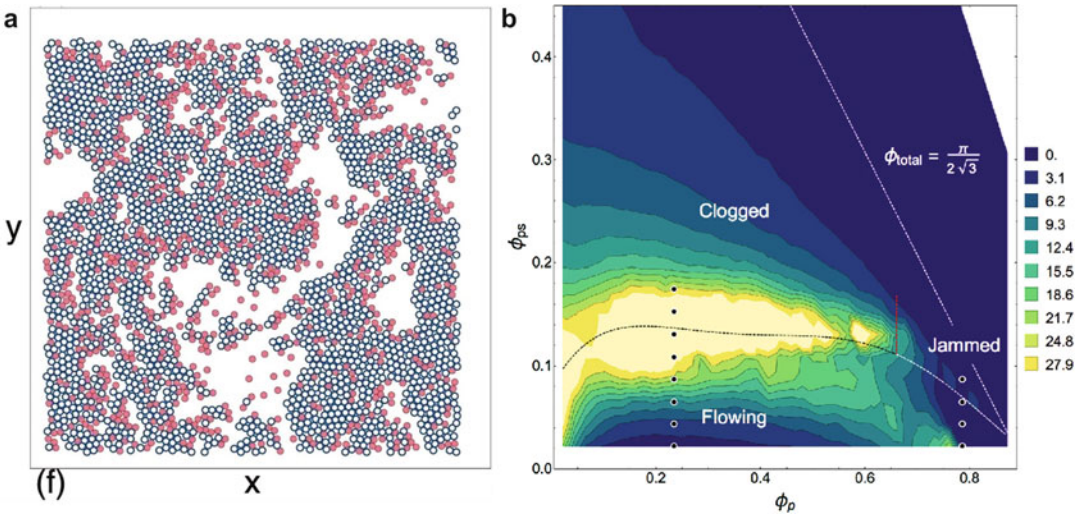 a
y
(f)
x
b
0.4
0.3
0.2
0.1
0.0
ϕps
0.2
0.4
0.6
0.8
ϕp
ϕtotal = π / 2√3
Clogged
Jammed
Flowing
0.
3.1
6.2
9.3
12.4
15.5
18.6
21.7
24.8
27.9